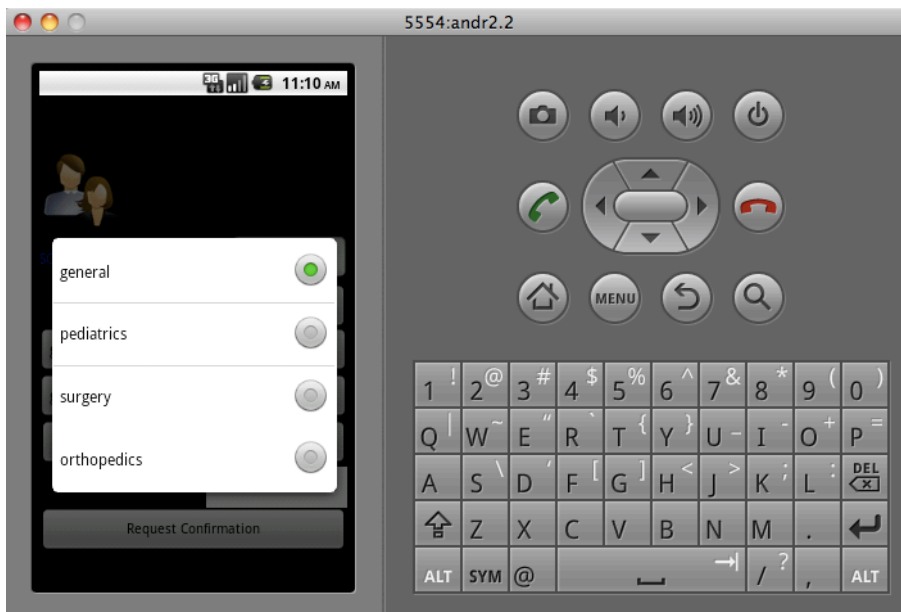 5554:andr2.2
3G 11:10 AM
general
pediatrics
surgery
orthopedics
Request Confirmation
MENU
1 ! 2 @ 3 # 4 $ 5 % 6 ^ 7 & 8 * 9 ( 0 )
Q | W ~ E " R ` T { Y } U - I - O + P =
A S \ D ' F [ G ] H < J > K ; L : DEL
Z X C V B N M .
ALT SYM @ / ? , ALT